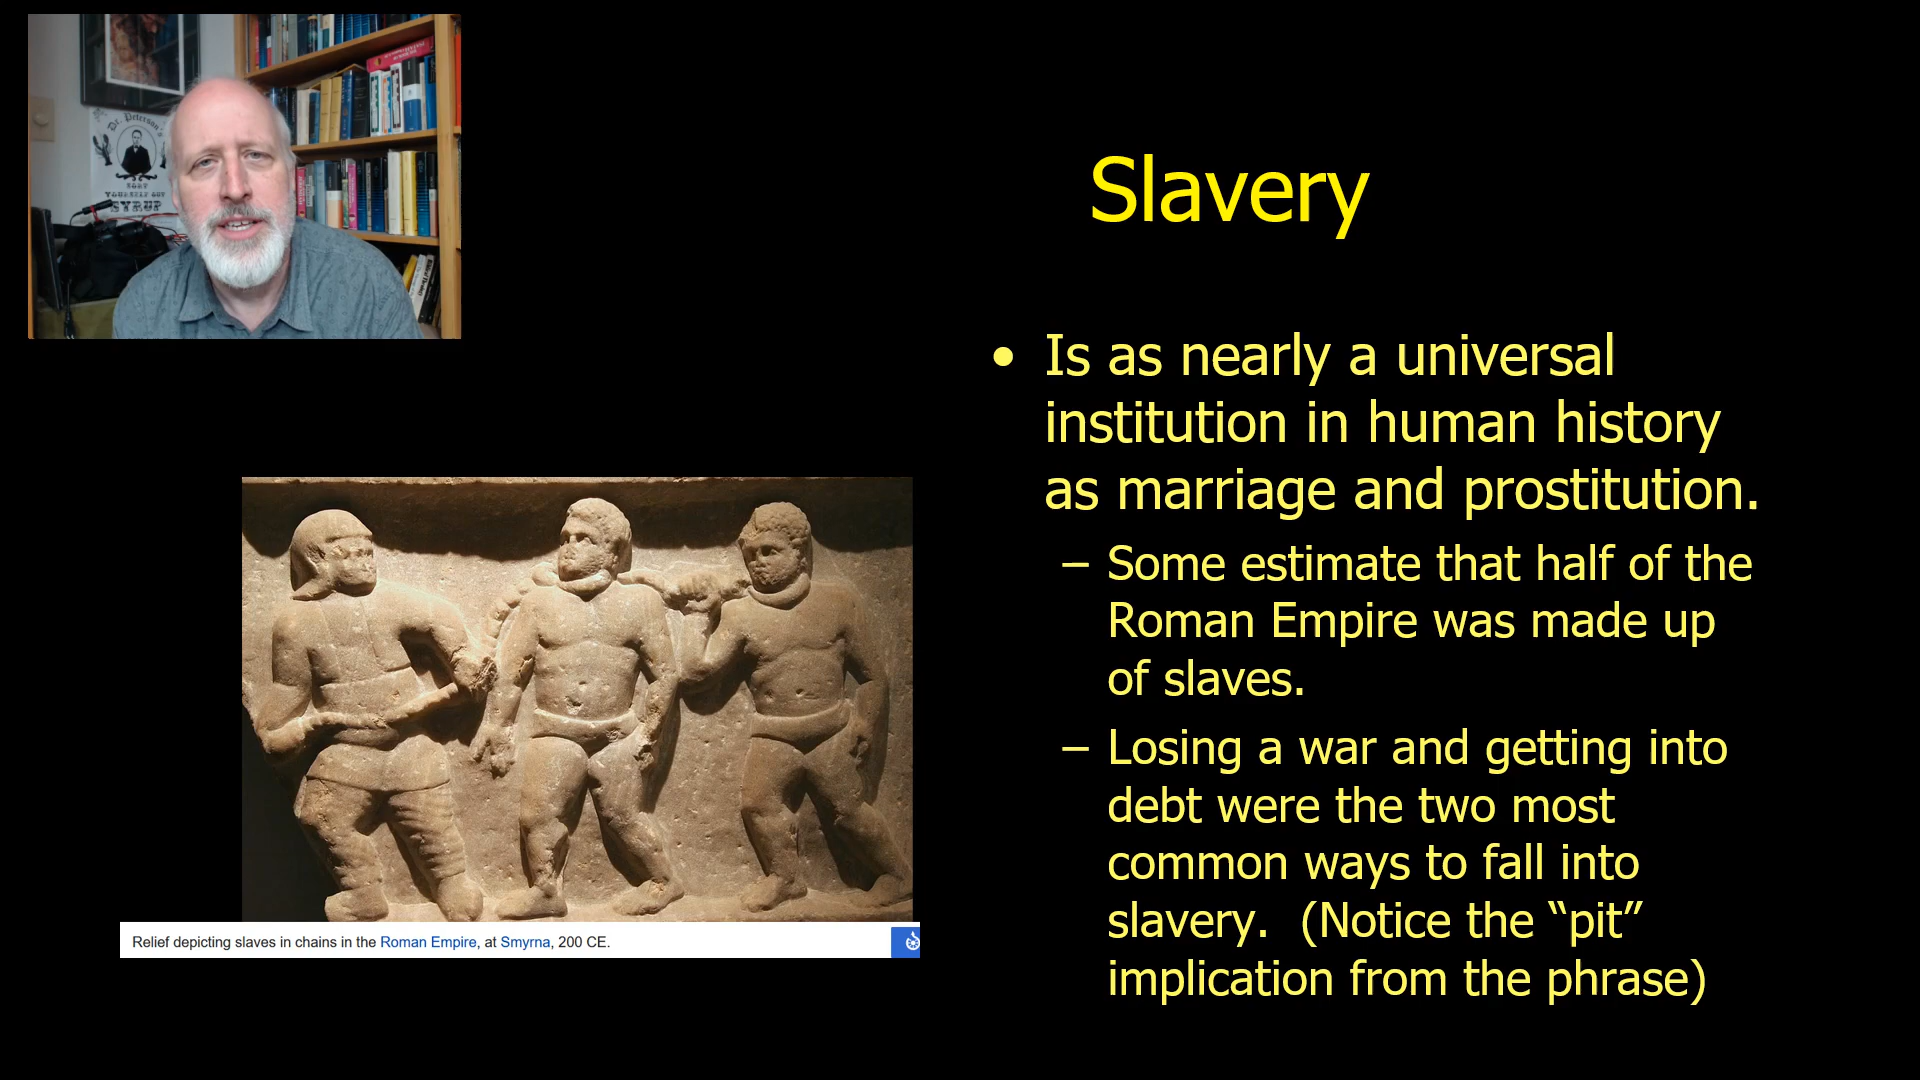 Dr. Peterson's
SYRUP
Slavery
• Is as nearly a universal
institution in human history
as marriage and prostitution.
– Some estimate that half of the
Roman Empire was made up
of slaves.
– Losing a war and getting into
debt were the two most
common ways to fall into
slavery.  (Notice the “pit”
implication from the phrase)
Relief depicting slaves in chains in the Roman Empire, at Smyrna, 200 CE.